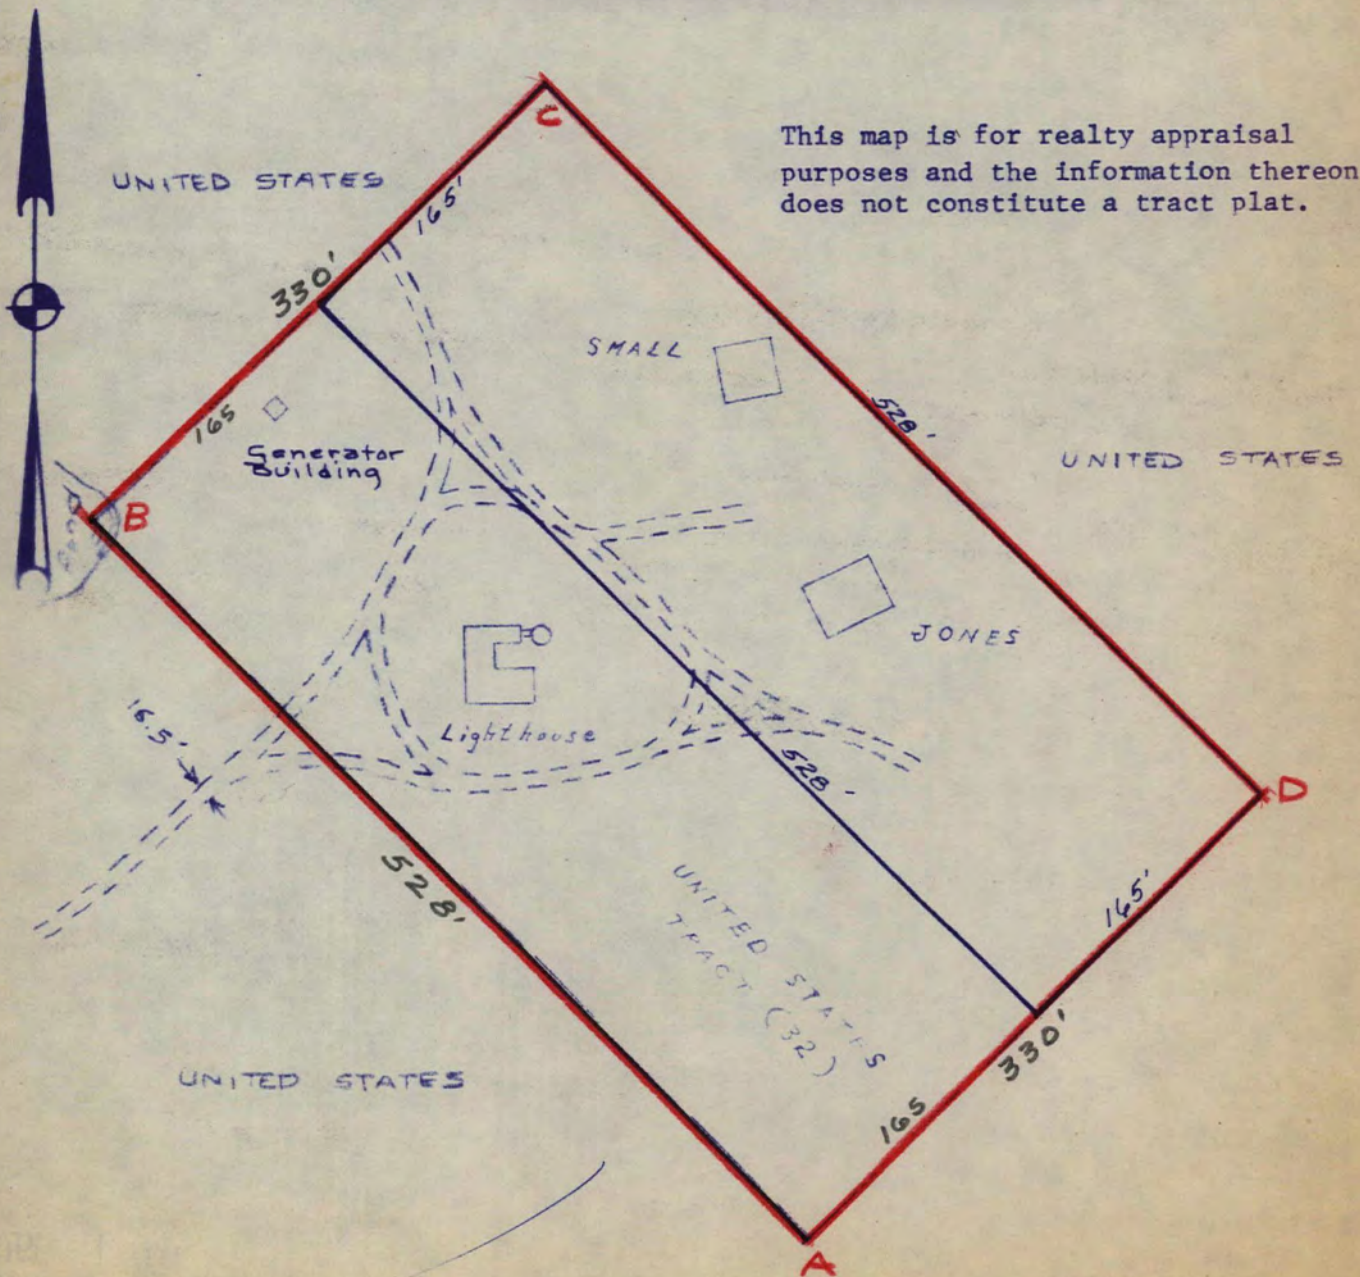 C
This map is for realty appraisal
purposes and the information thereon
does not constitute a tract plat.
UNITED STATES
165'
330'
SMALL
528'
165
Generator
Building
UNITED STATES
B
JONES
16.5'
Lighthouse
528'
D
528'
UNITED STATES
TRACT (32)
165'
330'
UNITED STATES
165
A